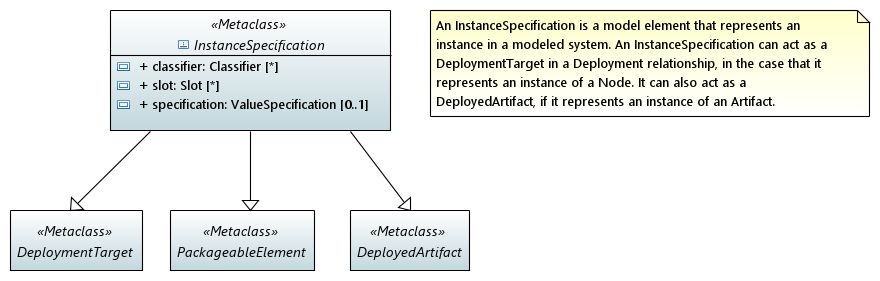 «Metaclass»
InstanceSpecification
+ classifier: Classifier [*]
+ slot: Slot [*]
+ specification: ValueSpecification [0..1]
An InstanceSpecification is a model element that represents an
instance in a modeled system. An InstanceSpecification can act as a
DeploymentTarget in a Deployment relationship, in the case that it
represents an instance of a Node. It can also act as a
DeployedArtifact, if it represents an instance of an Artifact.
«Metaclass»
DeploymentTarget
«Metaclass»
PackageableElement
«Metaclass»
DeployedArtifact